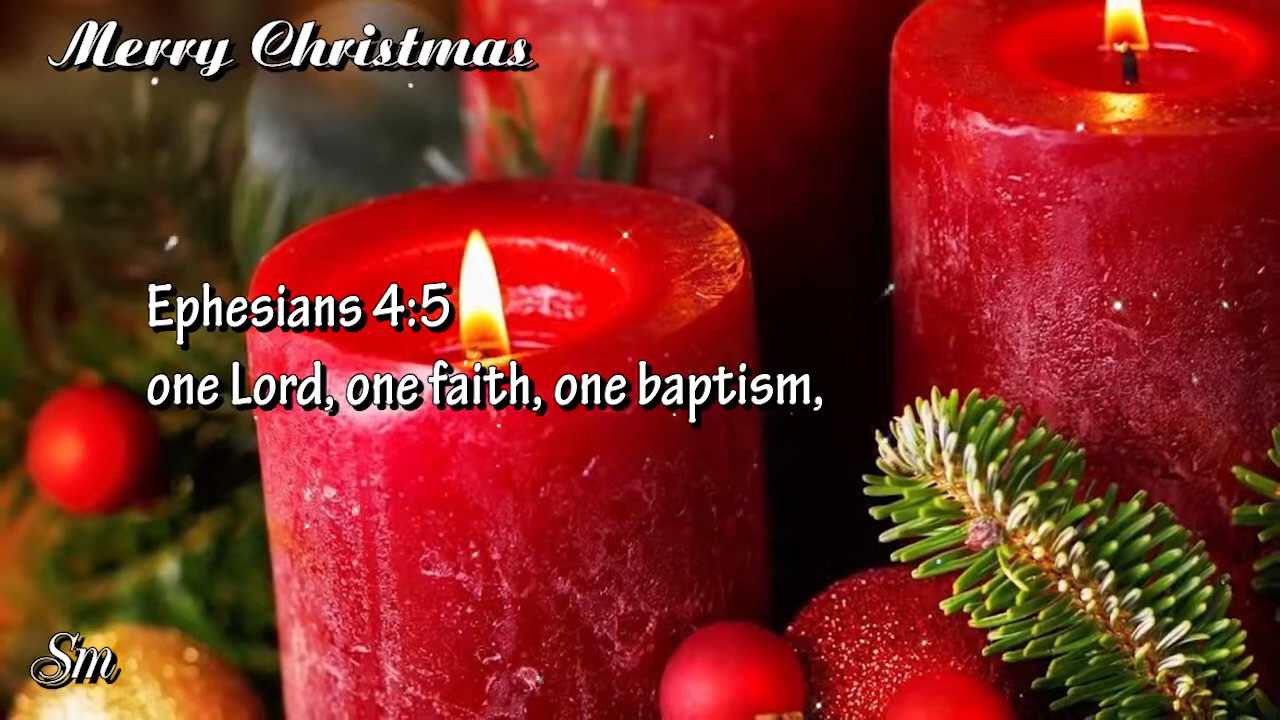 Merry Christmas
Ephesians 4:5
one Lord, one faith, one baptism,
Sm